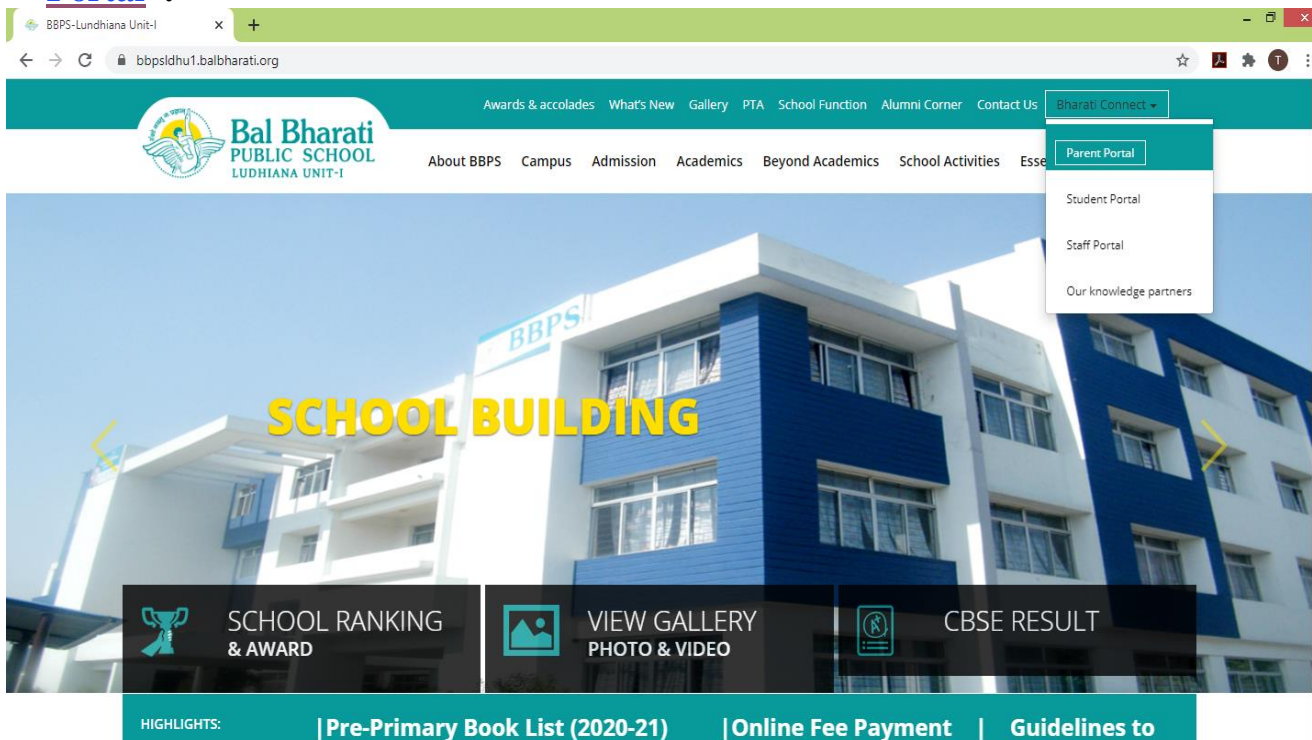 BBPS-Lundhiana Unit-I
bbpsldhu1.balbharati.org
T
Awards & accolades What's New Gallery PTA School Function Alumni Corner Contact Us Bharati Connect
Bal Bharati
PUBLIC SCHOOL
LUDHIANA UNIT-I
About BBPS Campus Admission Academics Beyond Academics School Activities Esse
Parent Portal
Student Portal
Staff Portal
Our knowledge partners
BBPS
SCHOOL BUILDING
SCHOOL RANKING
& AWARD
VIEW GALLERY
PHOTO & VIDEO
CBSE RESULT
HIGHLIGHTS: |Pre-Primary Book List (2020-21) |Online Fee Payment | Guidelines to